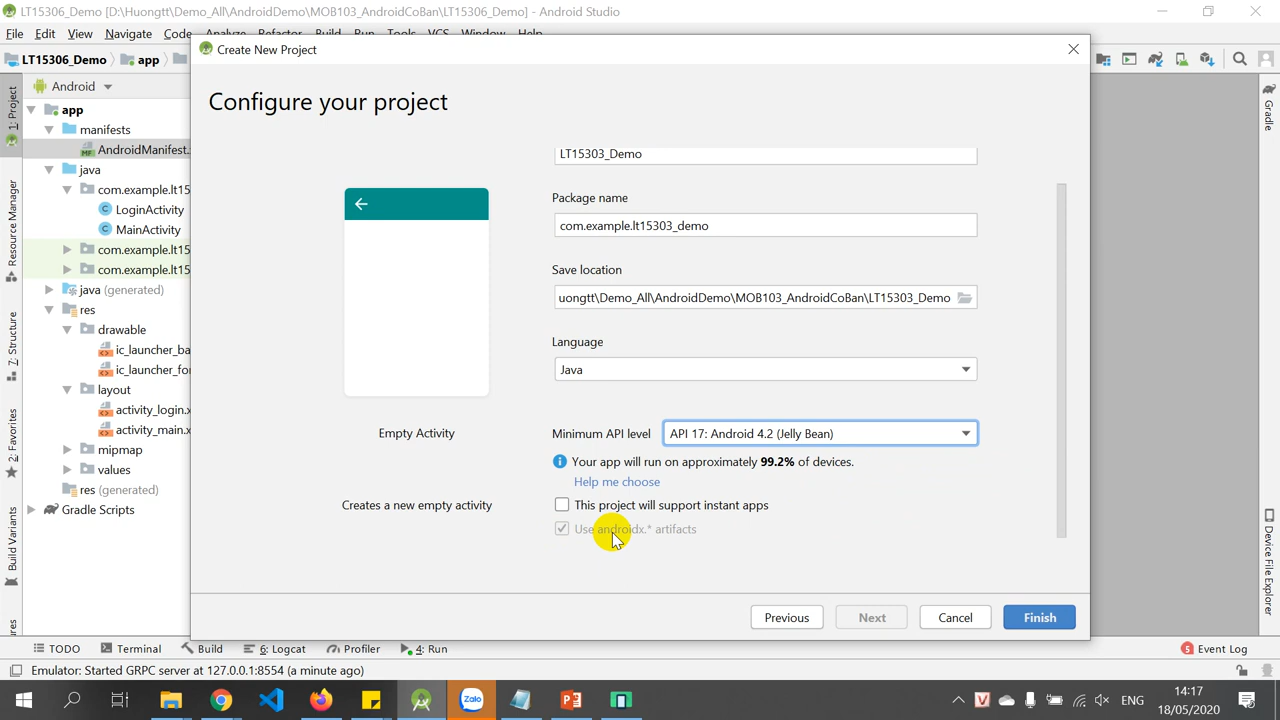 LT15306_Demo [D:\Huongtt\Demo_All\AndroidDemo\MOB103_AndroidCoBan\LT15306_Demo] - Android Studio
File Edit View Navigate Code Analyze Refactor Build Run Tools VCS Window Help
LT15306_Demo app
Create New Project
Configure your project
1: Project
Resource Manager
7: Structure
2: Favorites
Build Variants
Android
app
manifests
AndroidManifest.
java
com.example.lt15
LoginActivity
MainActivity
com.example.lt15
com.example.lt15
java (generated)
res
drawable
ic_launcher_ba
ic_launcher_fo
layout
activity_login.x
activity_main.x
mipmap
values
res (generated)
Gradle Scripts
Empty Activity
Creates a new empty activity
LT15303_Demo
Package name
com.example.lt15303_demo
Save location
uongtt\Demo_All\AndroidDemo\MOB103_AndroidCoBan\LT15303_Demo
Language
Java
Minimum API level API 17: Android 4.2 (Jelly Bean)
Your app will run on approximately 99.2% of devices.
Help me choose
This project will support instant apps
Use androidx.* artifacts
Previous Next Cancel Finish
Gradle
Device File Explorer
TODO Terminal Build 6: Logcat Profiler 4: Run 5 Event Log
Emulator: Started GRPC server at 127.0.0.1:8554 (a minute ago)
Zalo
ENG
14:17
18/05/2020